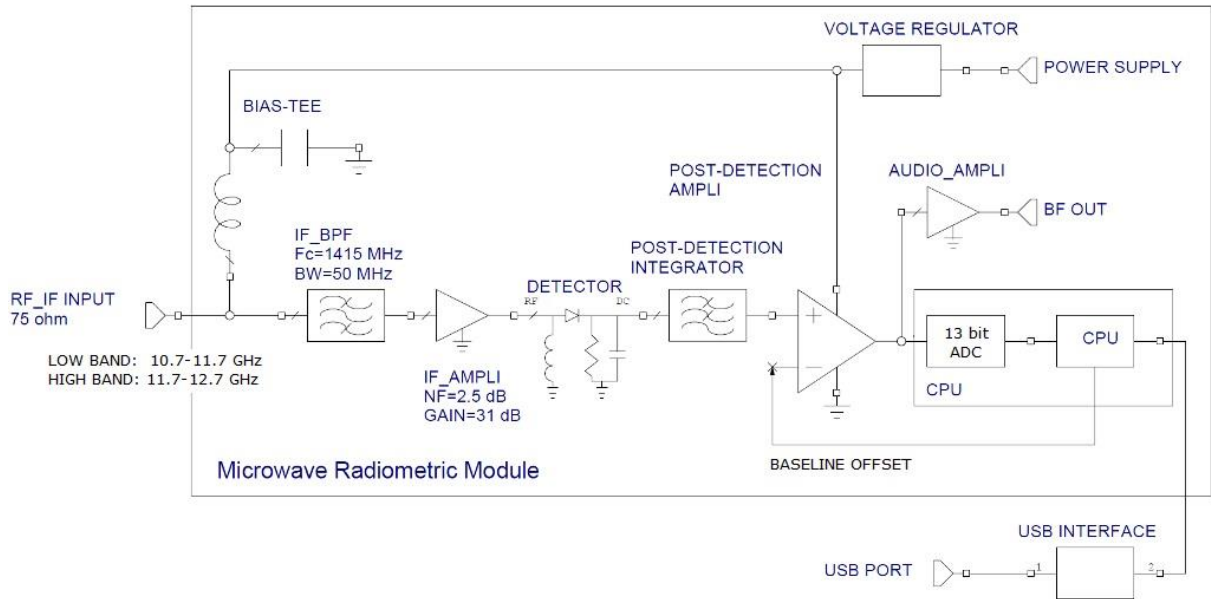 VOLTAGE REGULATOR
POWER SUPPLY
BIAS-TEE
POST-DETECTION
AMPLI
AUDIO_AMPLI
BF OUT
IF_BPF
Fc=1415 MHz
BW=50 MHz
POST-DETECTION
INTEGRATOR
DETECTOR
RF
DC
RF_IF INPUT
75 ohm
LOW BAND: 10.7-11.7 GHz
HIGH BAND: 11.7-12.7 GHz
13 bit
ADC
CPU
CPU
IF_AMPLI
NF=2.5 dB
GAIN=31 dB
BASELINE OFFSET
Microwave Radiometric Module
USB INTERFACE
USB PORT
1
2